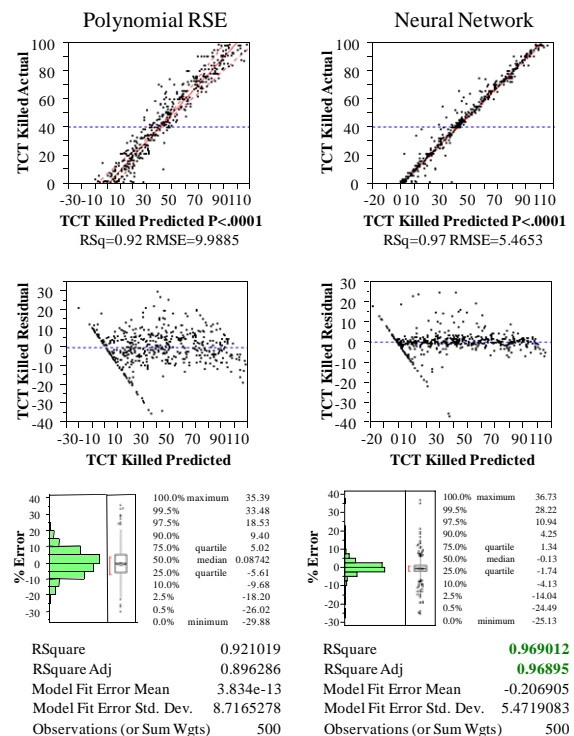 Polynomial RSE
TCT Killed Actual
100
80
60
40
20
0
-30-10 10 30 50 70 90110
TCT Killed Predicted P<.0001
RSq=0.92 RMSE=9.9885
TCT Killed Residual
30
20
10
0
-10
-20
-30
-40
-30-10 10 30 50 70 90110
TCT Killed Predicted
% Error
40
30
20
10
0
-10
-20
-30
100.0% maximum 35.39
99.5% 33.48
97.5% 18.53
90.0% 9.40
75.0% quartile 5.02
50.0% median 0.08742
25.0% quartile -5.61
10.0% -9.68
2.5% -18.20
0.5% -26.02
0.0% minimum -29.88
RSquare 0.921019
RSquare Adj 0.896286
Model Fit Error Mean 3.834e-13
Model Fit Error Std. Dev. 8.7165278
Observations (or Sum Wgts) 500
Neural Network
TCT Killed Actual
100
80
60
40
20
0
-20 0 10 30 50 70 90 110
TCT Killed Predicted P<.0001
RSq=0.97 RMSE=5.4653
TCT Killed Residual
30
20
10
0
-10
-20
-30
-40
-20 0 10 30 50 70 90110
TCT Killed Predicted
% Error
40
30
20
10
0
-10
-20
-30
100.0% maximum 36.73
99.5% 28.22
97.5% 10.94
90.0% 4.25
75.0% quartile 1.34
50.0% median -0.13
25.0% quartile -1.74
10.0% -4.13
2.5% -14.04
0.5% -24.49
0.0% minimum -25.13
RSquare 0.969012
RSquare Adj 0.96895
Model Fit Error Mean -0.206905
Model Fit Error Std. Dev. 5.4719083
Observations (or Sum Wgts) 500